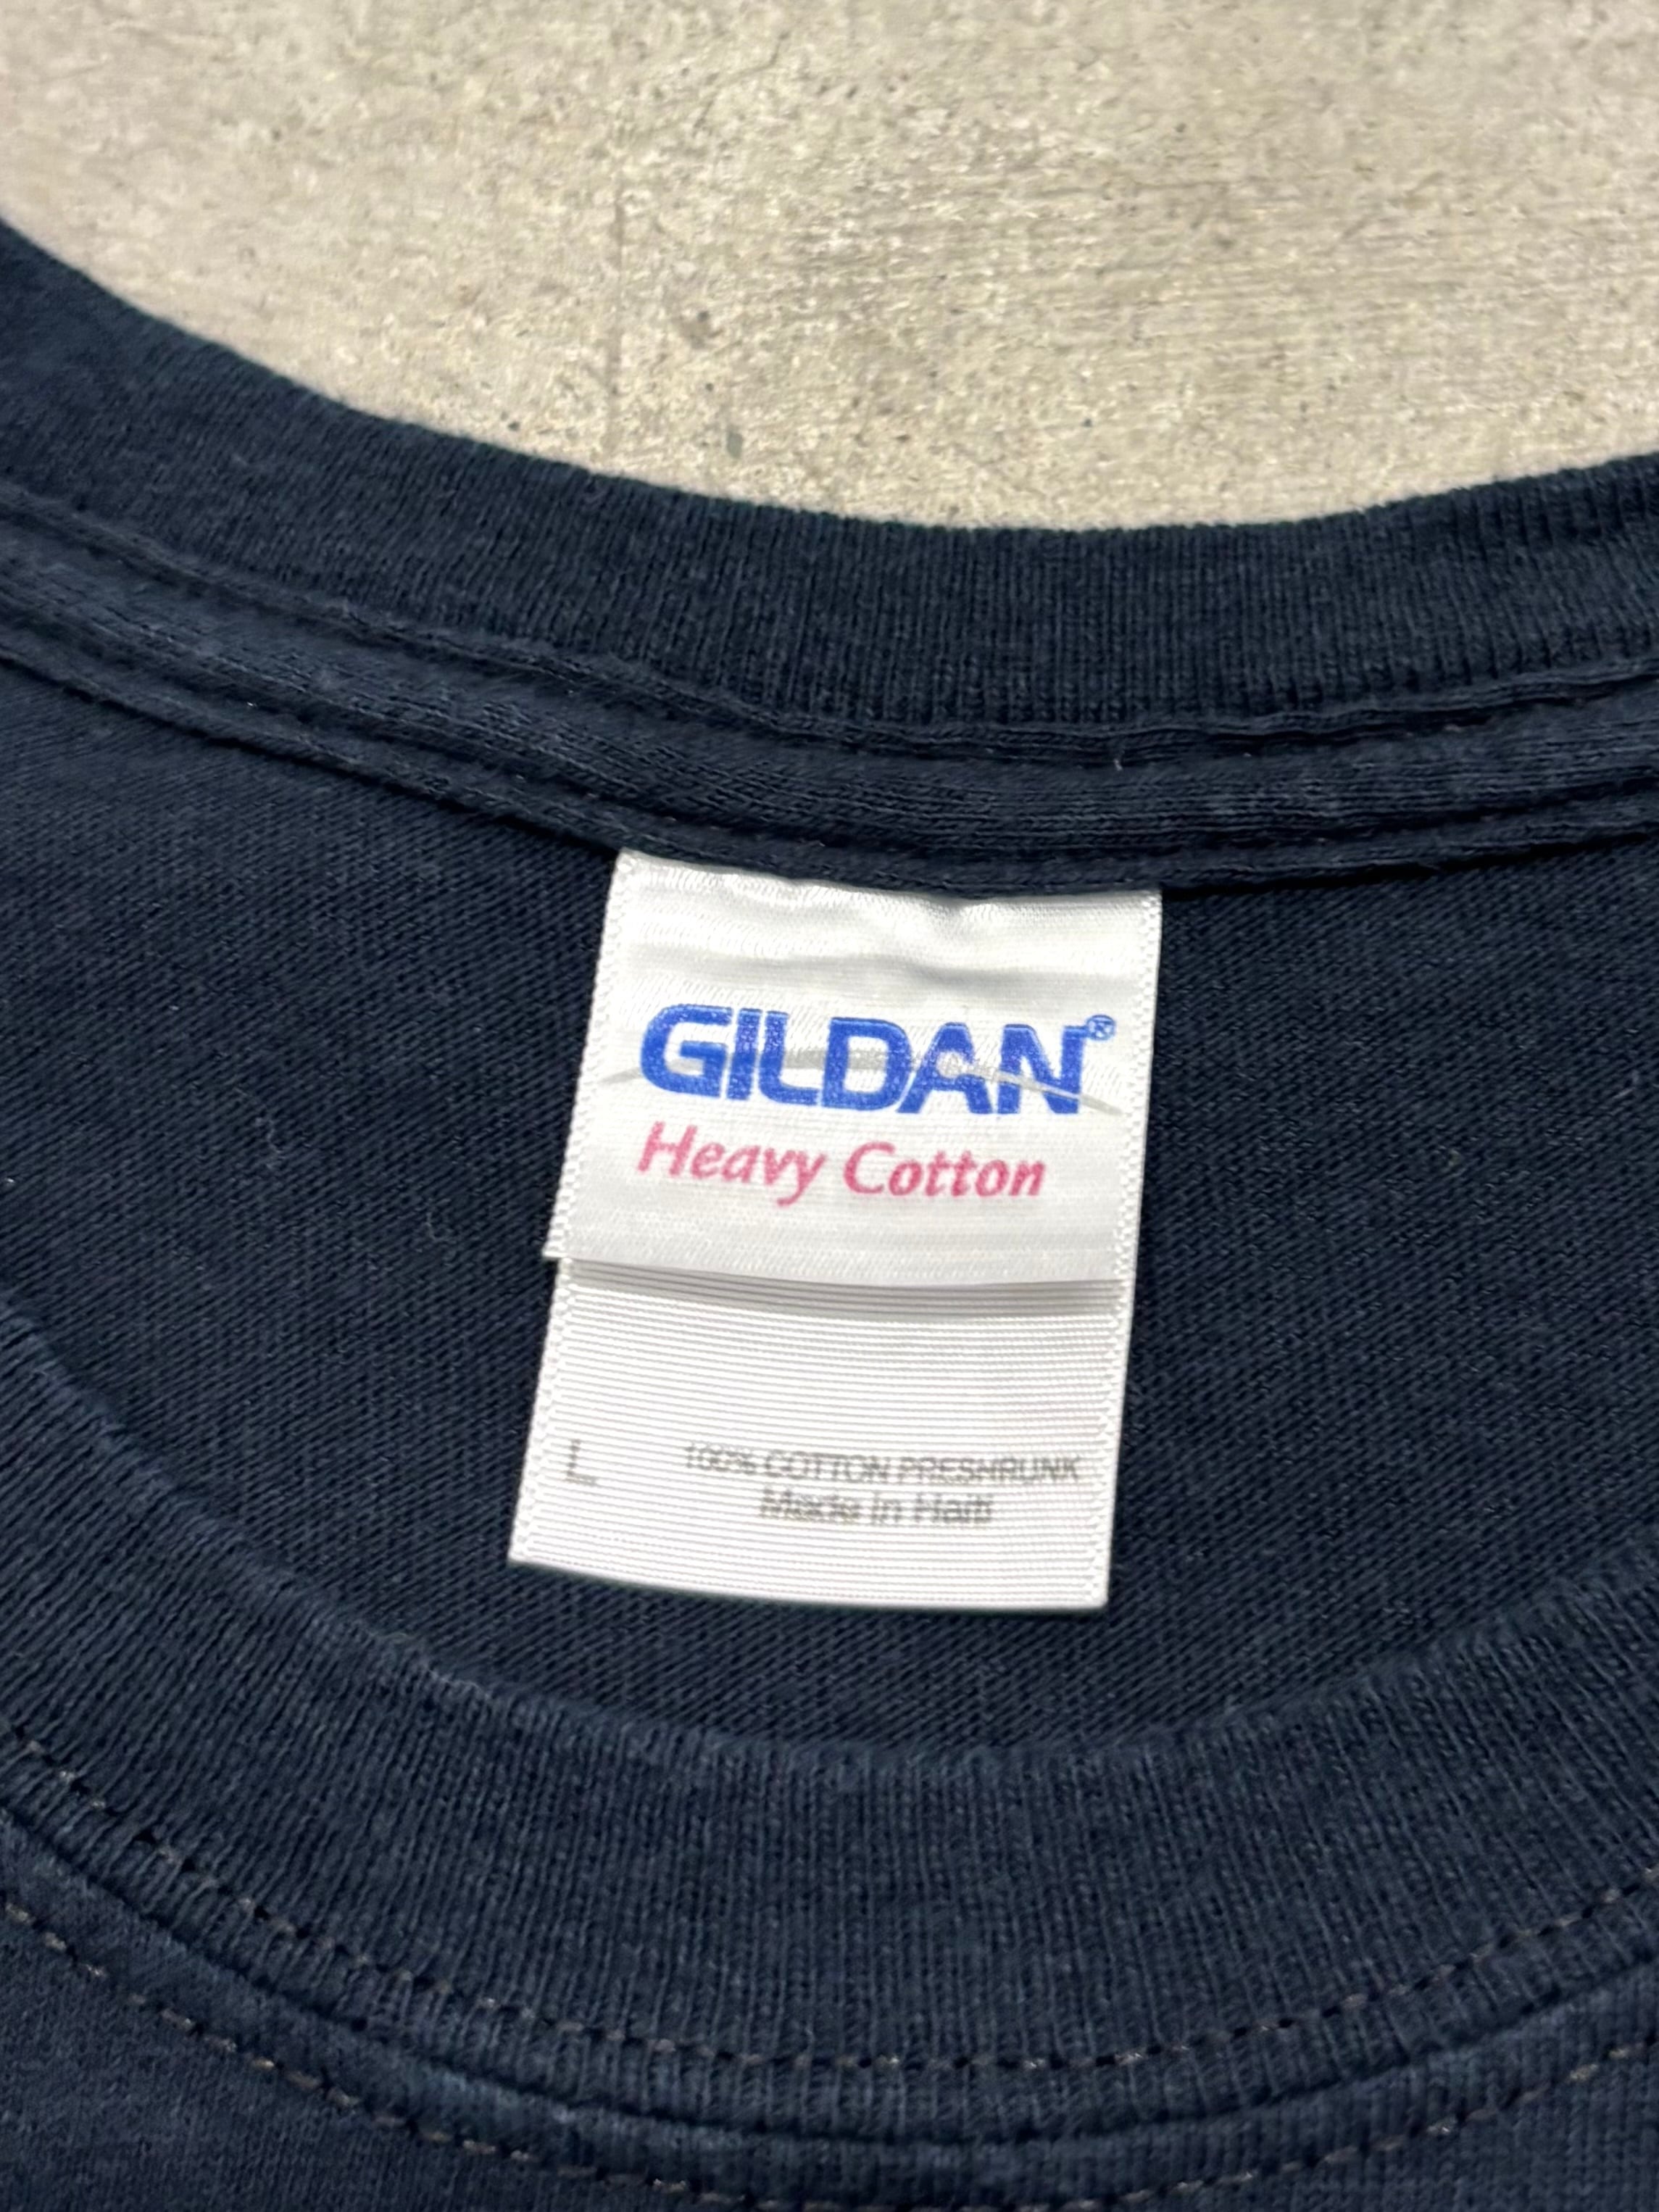 GILDAN®
Heavy Cotton
L 100% COTTON PRESHRUNK
Made in Haiti